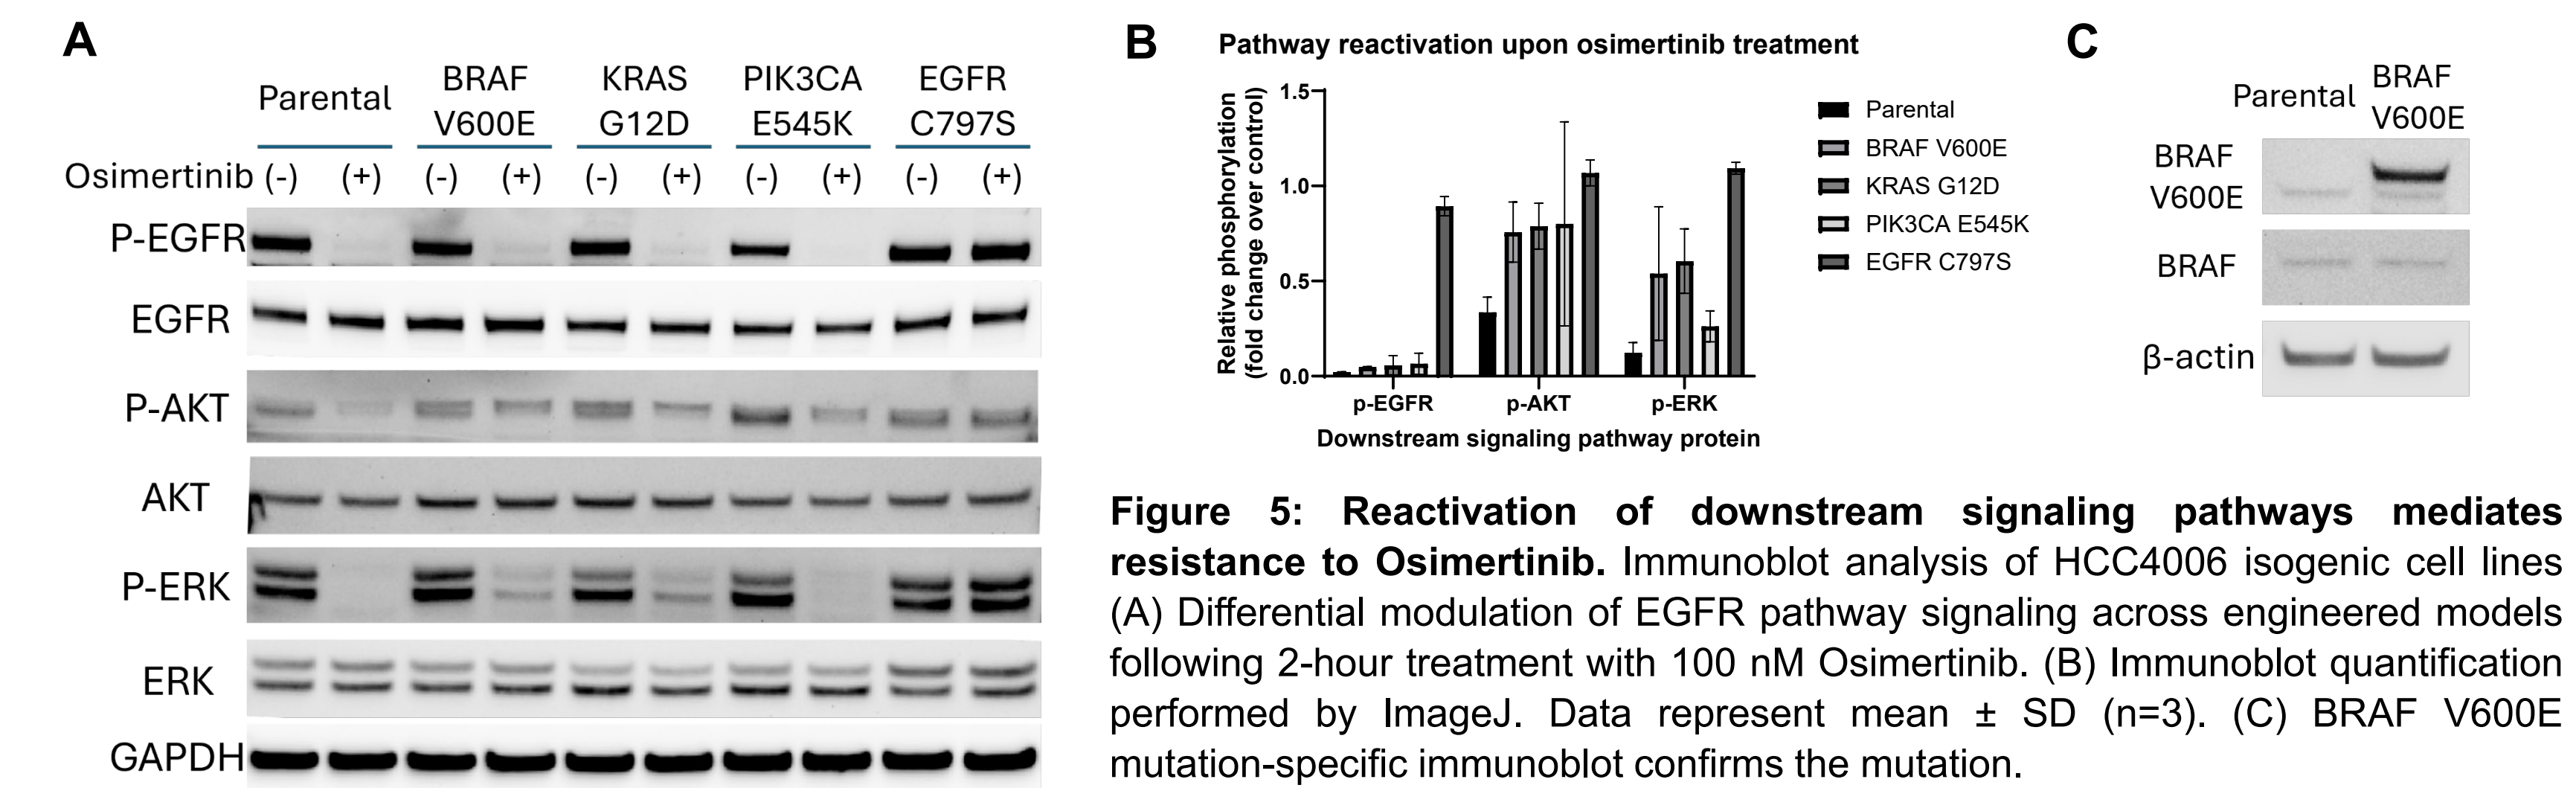 A
Parental
BRAF
V600E
KRAS
G12D
PIK3CA
E545K
EGFR
C797S
Osimertinib (-) (+) (-) (+) (-) (+) (-) (+) (-) (+)
P-EGFR
EGFR
P-AKT
AKT
P-ERK
ERK
GAPDH
B
Pathway reactivation upon osimertinib treatment
Relative phosphorylation
(fold change over control)
1.5
1.0
0.5
0.0
p-EGFR p-AKT p-ERK
Downstream signaling pathway protein
Parental
BRAF V600E
KRAS G12D
PIK3CA E545K
EGFR C797S
C
Parental
BRAF
V600E
BRAF
V600E
BRAF
β-actin
Figure 5: Reactivation of downstream signaling pathways mediates
resistance to Osimertinib. Immunoblot analysis of HCC4006 isogenic cell lines
(A) Differential modulation of EGFR pathway signaling across engineered models
following 2-hour treatment with 100 nM Osimertinib. (B) Immunoblot quantification
performed by ImageJ. Data represent mean ± SD (n=3). (C) BRAF V600E
mutation-specific immunoblot confirms the mutation.